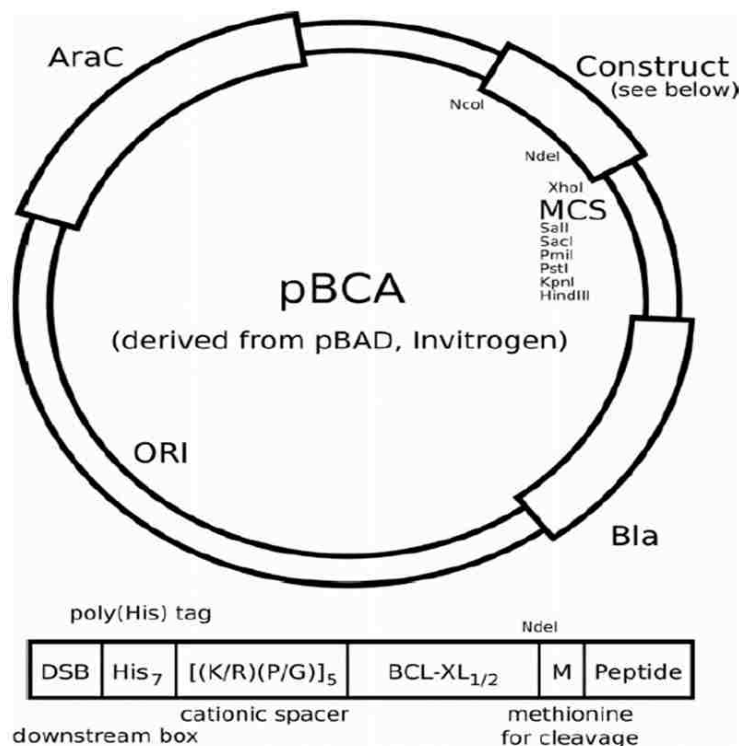 AraC
Construct
(see below)
NcoI
NdeI
XhoI
MCS
SalI
SacI
PmiI
PstI
KpnI
HindIII
pBCA
(derived from pBAD, Invitrogen)
ORI
Bla
poly(His) tag
NdeI
DSB His₇ [(K/R)(P/G)]₅ BCL-XL₁/₂ M Peptide
cationic spacer methionine
downstream box for cleavage